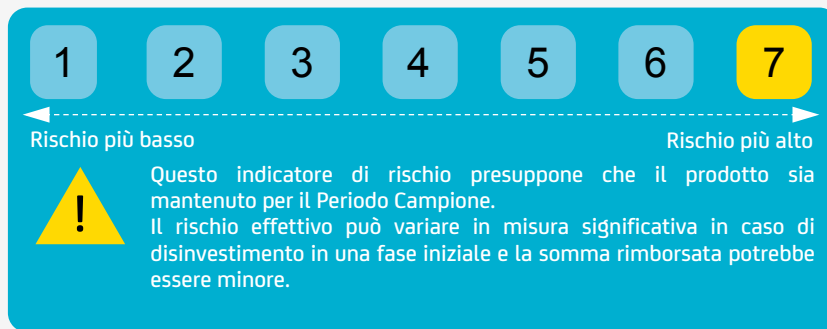 1 2 3 4 5 6 7
Rischio più basso Rischio più alto
!
Questo indicatore di rischio presuppone che il prodotto sia
mantenuto per il Periodo Campione.
Il rischio effettivo può variare in misura significativa in caso di
disinvestimento in una fase iniziale e la somma rimborsata potrebbe
essere minore.